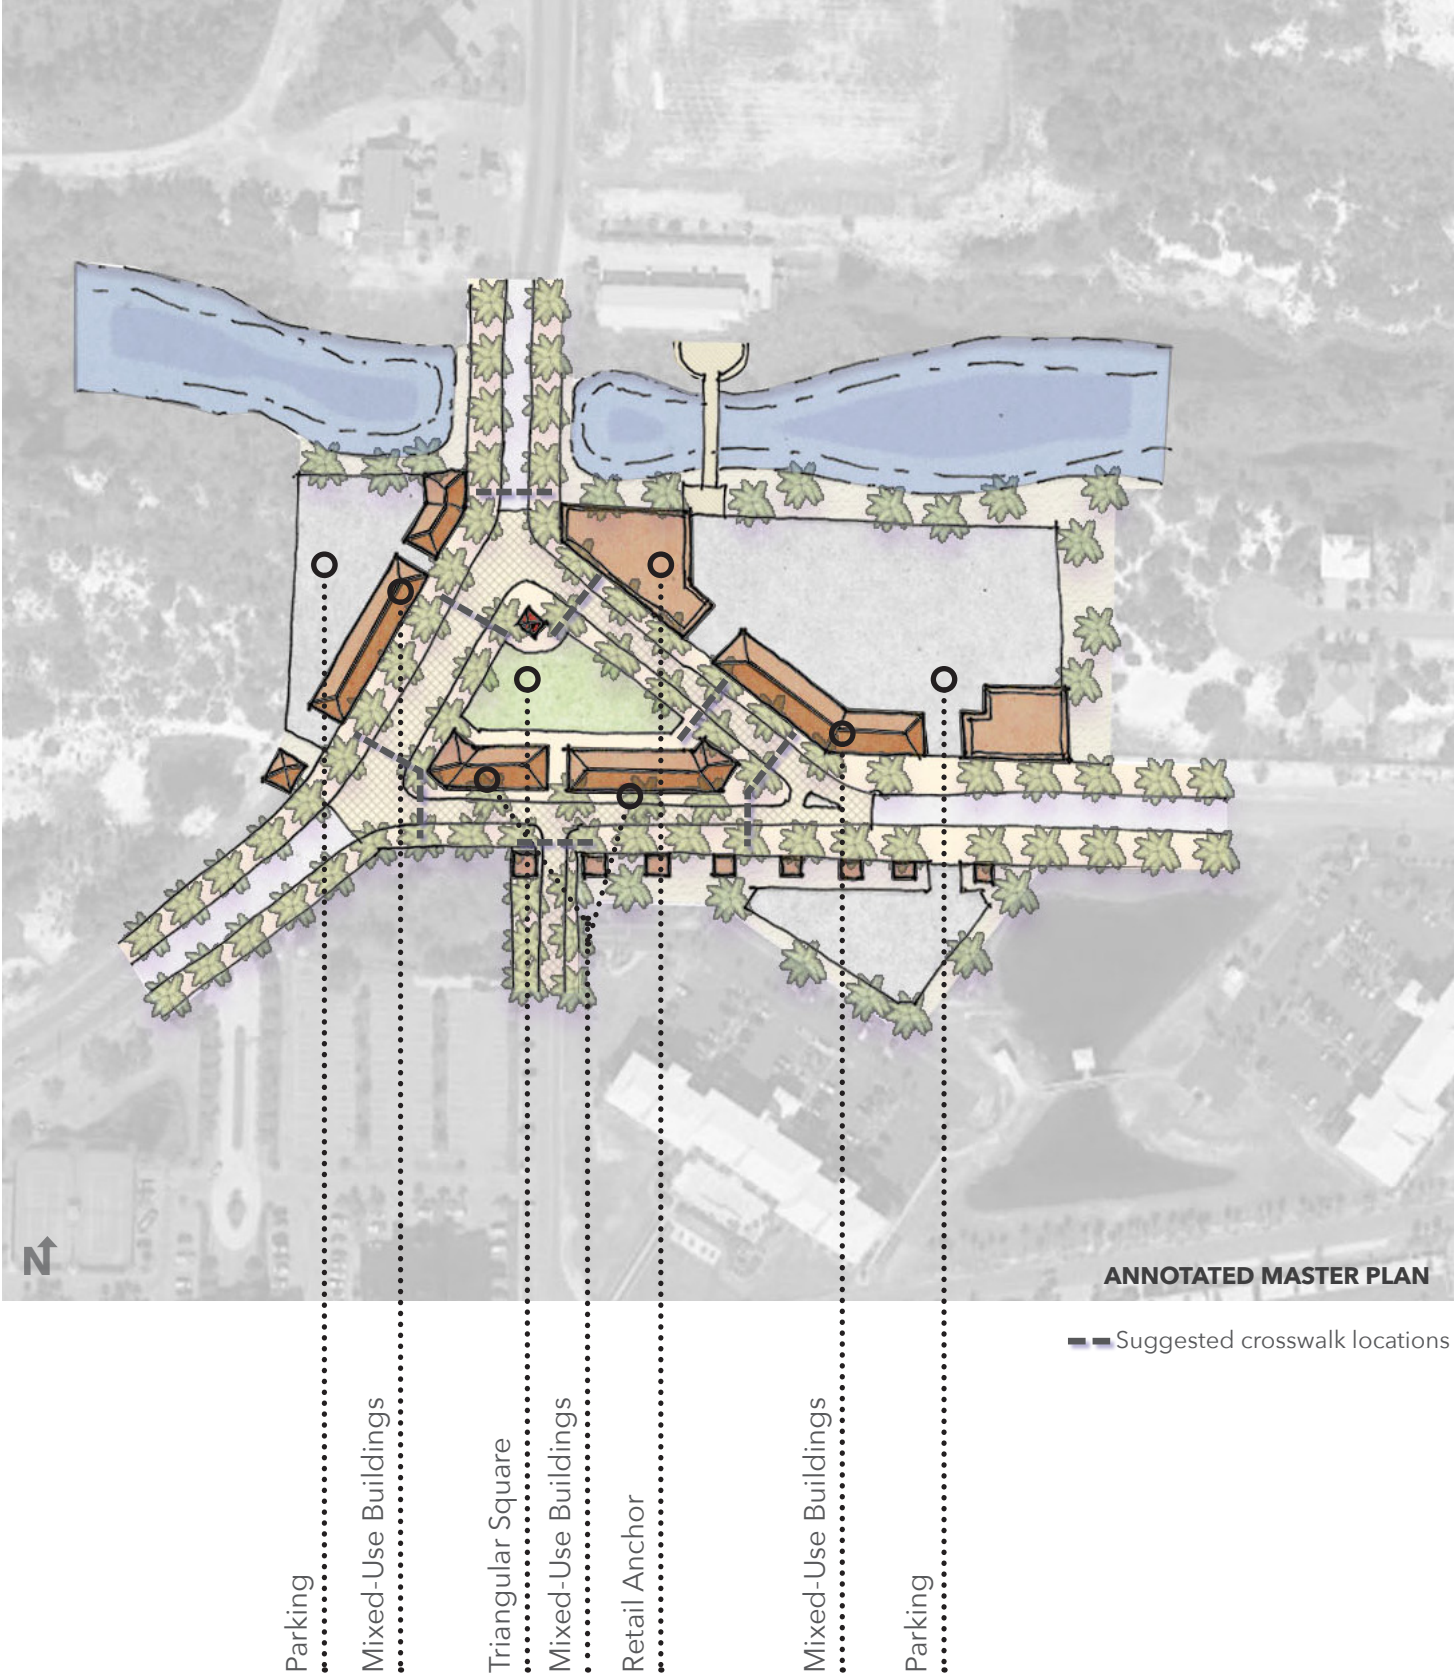 N
ANNOTATED MASTER PLAN
Suggested crosswalk locations
Parking
Mixed-Use Buildings
Triangular Square
Mixed-Use Buildings
Retail Anchor
Mixed-Use Buildings
Parking